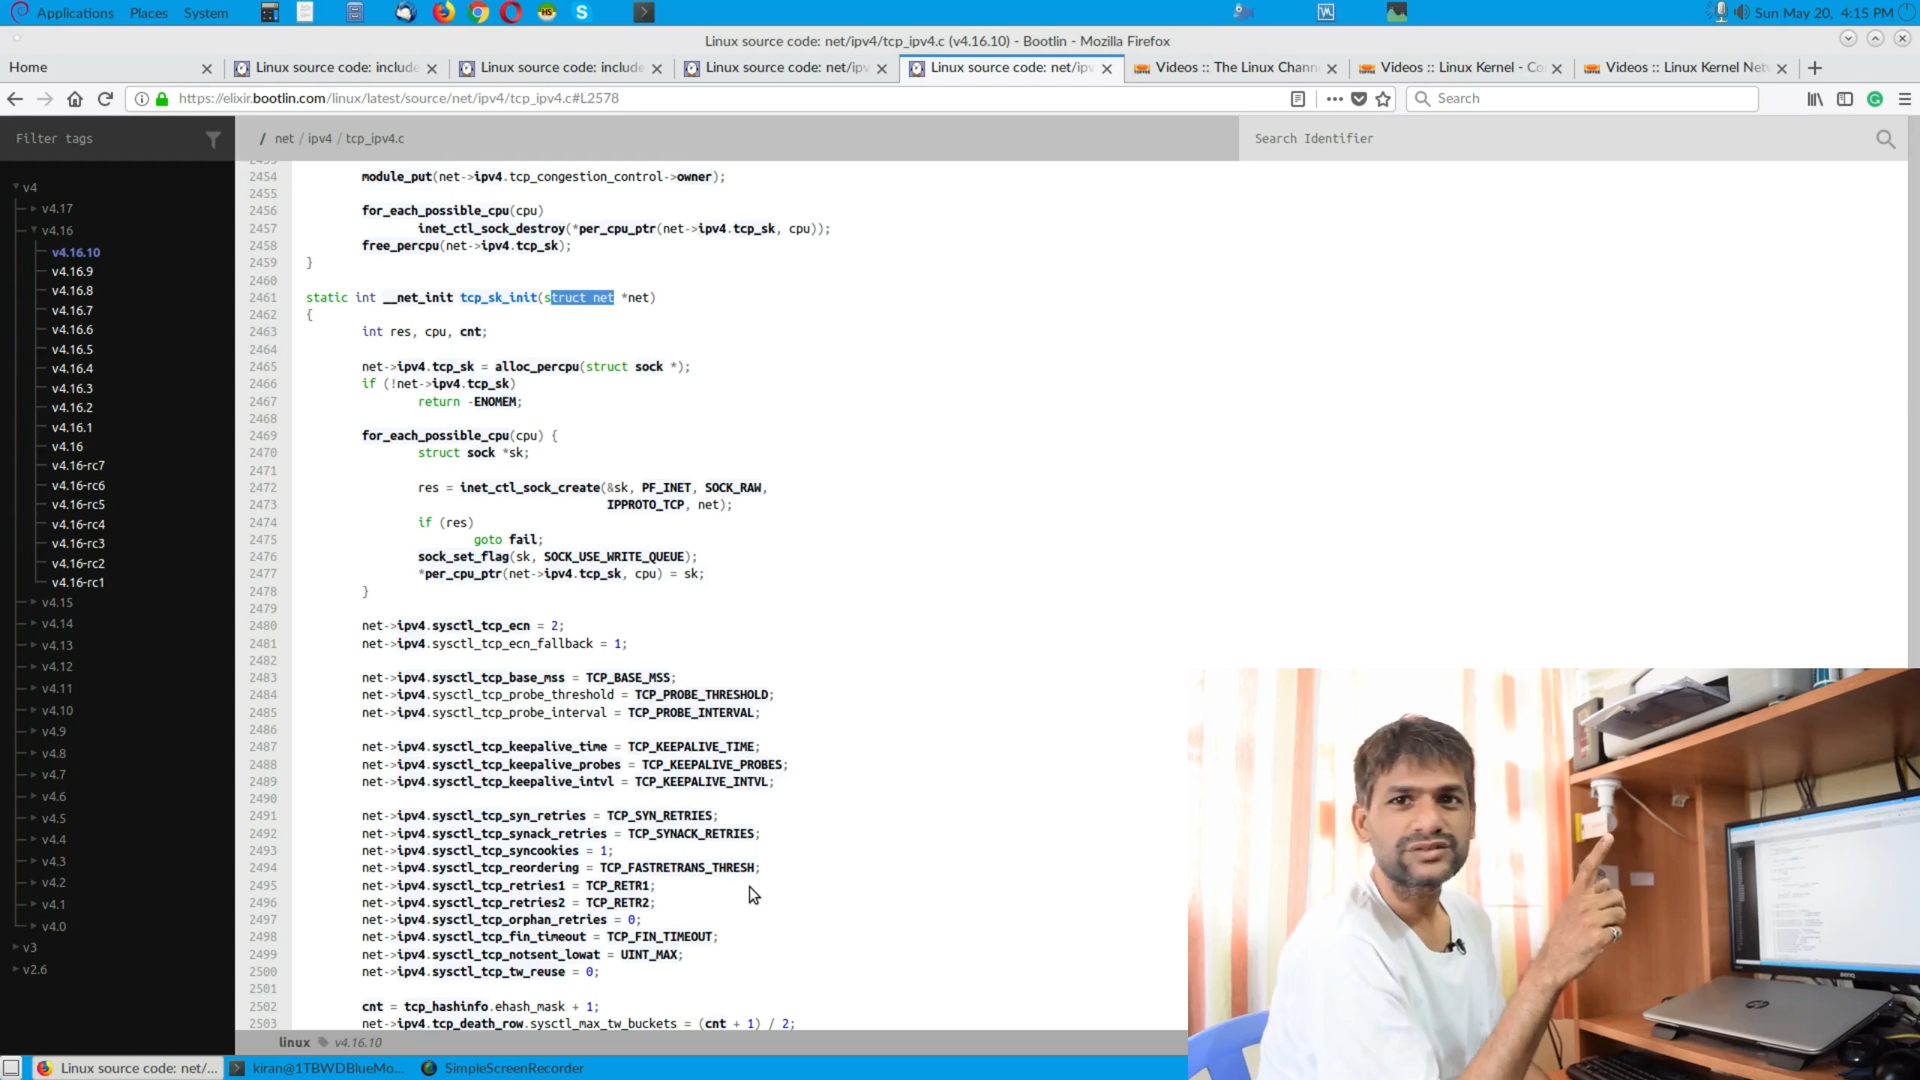 Applications Places System
Sun May 20, 4:15 PM
Linux source code: net/ipv4/tcp_ipv4.c (v4.16.10) - Bootlin - Mozilla Firefox
Home
Linux source code: include
Linux source code: include
Linux source code: net/ipv
Linux source code: net/ipv
Videos :: The Linux Chann
Videos :: Linux Kernel - Co
Videos :: Linux Kernel Net
https://elixir.bootlin.com/linux/latest/source/net/ipv4/tcp_ipv4.c#L2578
Search
Filter tags
/ net / ipv4 / tcp_ipv4.c
Search Identifier
v4
v4.17
v4.16
v4.16.10
v4.16.9
v4.16.8
v4.16.7
v4.16.6
v4.16.5
v4.16.4
v4.16.3
v4.16.2
v4.16.1
v4.16
v4.16-rc7
v4.16-rc6
v4.16-rc5
v4.16-rc4
v4.16-rc3
v4.16-rc2
v4.16-rc1
v4.15
v4.14
v4.13
v4.12
v4.11
v4.10
v4.9
v4.8
v4.7
v4.6
v4.5
v4.4
v4.3
v4.2
v4.1
v4.0
v3
v2.6
2454 module_put(net->ipv4.tcp_congestion_control->owner);
2455
2456 for_each_possible_cpu(cpu)
2457 inet_ctl_sock_destroy(*per_cpu_ptr(net->ipv4.tcp_sk, cpu));
2458 free_percpu(net->ipv4.tcp_sk);
2459 }
2460
2461 static int __net_init tcp_sk_init(struct net *net)
2462 {
2463 int res, cpu, cnt;
2464
2465 net->ipv4.tcp_sk = alloc_percpu(struct sock *);
2466 if (!net->ipv4.tcp_sk)
2467 return -ENOMEM;
2468
2469 for_each_possible_cpu(cpu) {
2470 struct sock *sk;
2471
2472 res = inet_ctl_sock_create(&sk, PF_INET, SOCK_RAW,
2473 IPPROTO_TCP, net);
2474 if (res)
2475 goto fail;
2476 sock_set_flag(sk, SOCK_USE_WRITE_QUEUE);
2477 *per_cpu_ptr(net->ipv4.tcp_sk, cpu) = sk;
2478 }
2479
2480 net->ipv4.sysctl_tcp_ecn = 2;
2481 net->ipv4.sysctl_tcp_ecn_fallback = 1;
2482
2483 net->ipv4.sysctl_tcp_base_mss = TCP_BASE_MSS;
2484 net->ipv4.sysctl_tcp_probe_threshold = TCP_PROBE_THRESHOLD;
2485 net->ipv4.sysctl_tcp_probe_interval = TCP_PROBE_INTERVAL;
2486
2487 net->ipv4.sysctl_tcp_keepalive_time = TCP_KEEPALIVE_TIME;
2488 net->ipv4.sysctl_tcp_keepalive_probes = TCP_KEEPALIVE_PROBES;
2489 net->ipv4.sysctl_tcp_keepalive_intvl = TCP_KEEPALIVE_INTVL;
2490
2491 net->ipv4.sysctl_tcp_syn_retries = TCP_SYN_RETRIES;
2492 net->ipv4.sysctl_tcp_synack_retries = TCP_SYNACK_RETRIES;
2493 net->ipv4.sysctl_tcp_syncookies = 1;
2494 net->ipv4.sysctl_tcp_reordering = TCP_FASTRETRANS_THRESH;
2495 net->ipv4.sysctl_tcp_retries1 = TCP_RETR1;
2496 net->ipv4.sysctl_tcp_retries2 = TCP_RETR2;
2497 net->ipv4.sysctl_tcp_orphan_retries = 0;
2498 net->ipv4.sysctl_tcp_fin_timeout = TCP_FIN_TIMEOUT;
2499 net->ipv4.sysctl_tcp_notsent_lowat = UINT_MAX;
2500 net->ipv4.sysctl_tcp_tw_reuse = 0;
2501
2502 cnt = tcp_hashinfo.ehash_mask + 1;
2503 net->ipv4.tcp_death_row.sysctl_max_tw_buckets = (cnt + 1) / 2;
linux v4.16.10
Linux source code: net/...
kiran@1TBWDBlueMo...
SimpleScreenRecorder